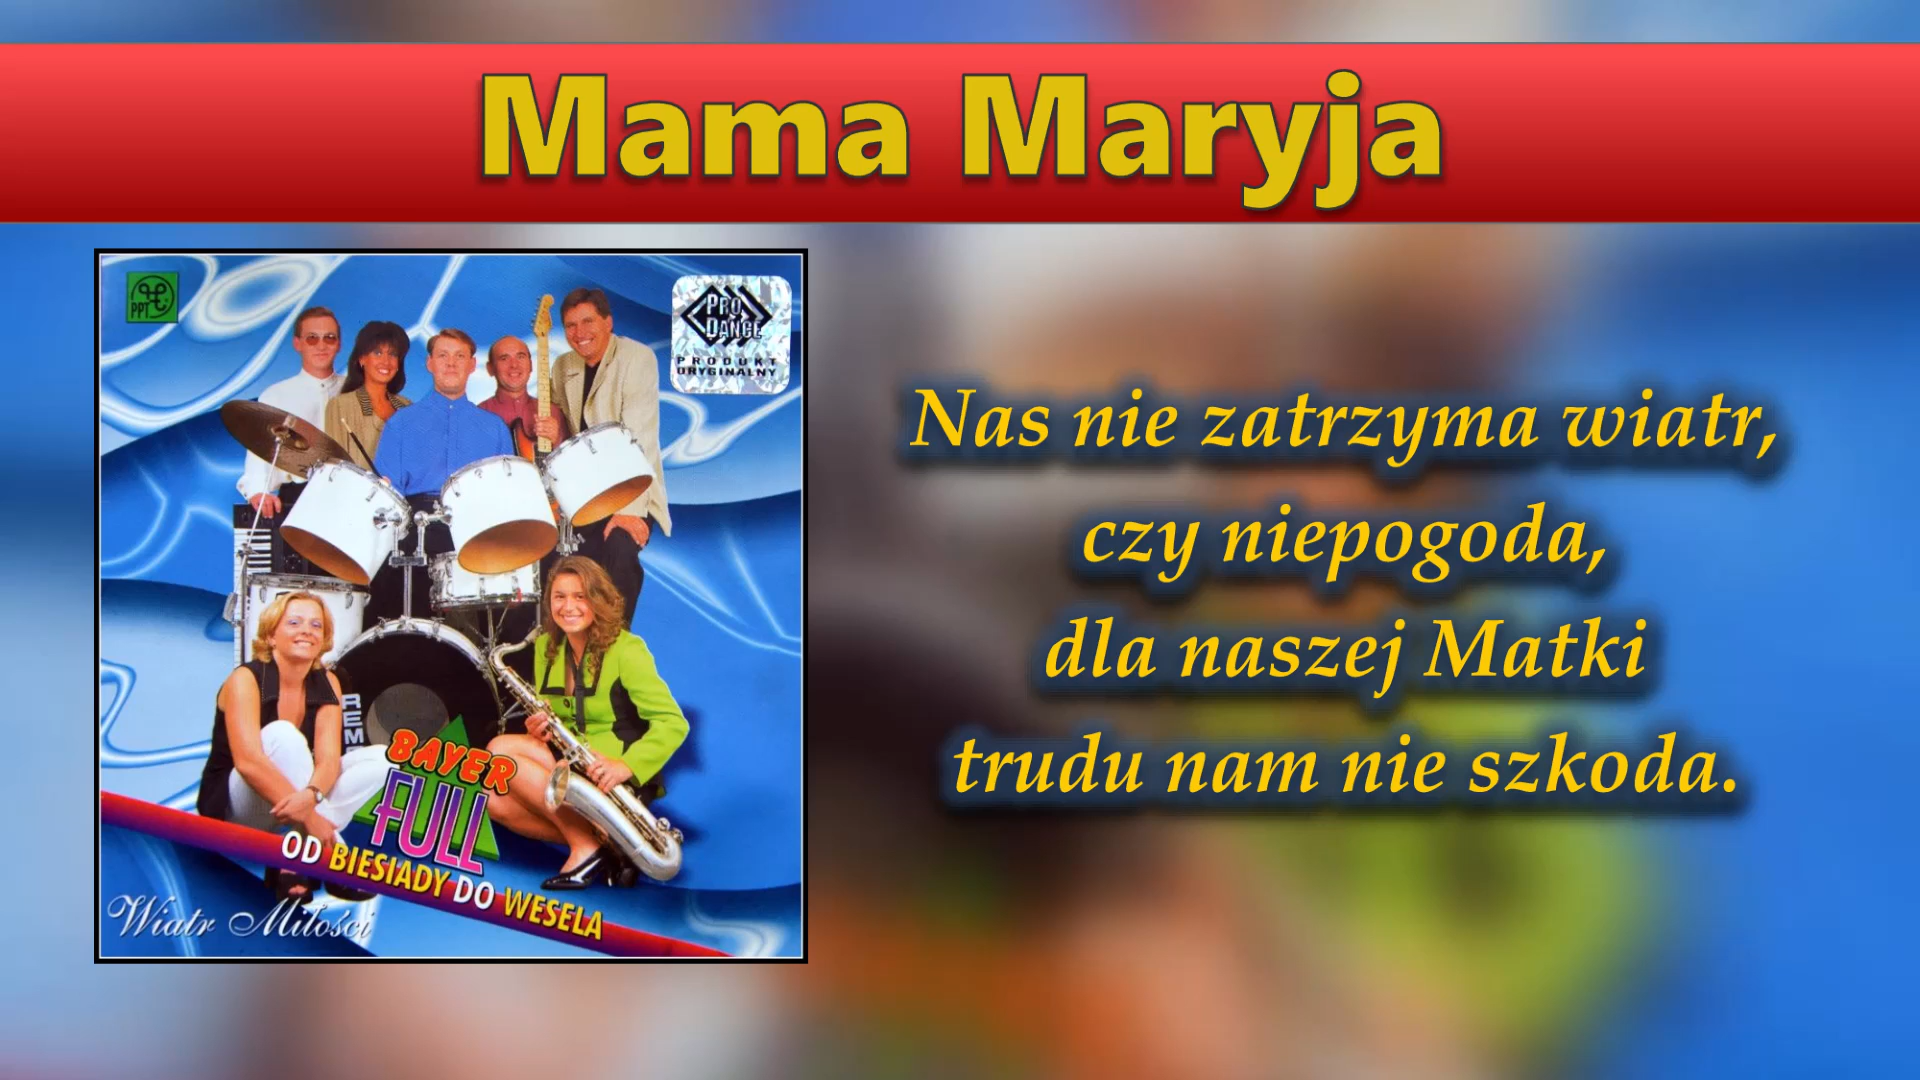 Mama Maryja
PPT
PRO
DANCE
PRODUKT
ORYGINALNY
Nas nie zatrzyma wiatr,
czy niepogoda,
dla naszej Matki
trudu nam nie szkoda.
BAYER
FULL
OD BIESIADY DO WESELA
Wiatr Miłości